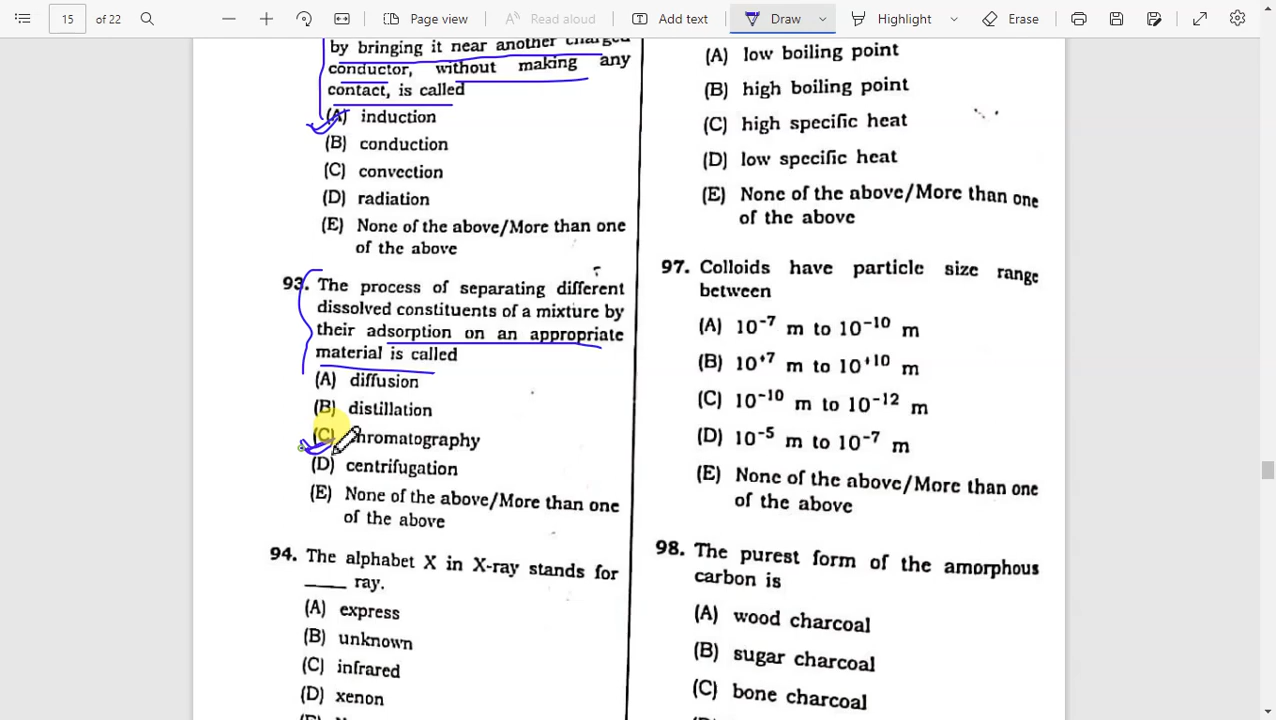 15
of 22
Page view
Read aloud
Add text
Draw
Highlight
Erase
by bringing it near another charged
conductor, without making any
contact, is called
(A) induction
(B) conduction
(C) convection
(D) radiation
(E) None of the above/More than one
of the above
93. The process of separating different
dissolved constituents of a mixture by
their adsorption on an appropriate
material is called
(A) diffusion
(B) distillation
(C) chromatography
(D) centrifugation
(E) None of the above/More than one
of the above
94. The alphabet X in X-ray stands for
____ ray.
(A) express
(B) unknown
(C) infrared
(D) xenon
(A) low boiling point
(B) high boiling point
(C) high specific heat
(D) low specific heat
(E) None of the above/More than one
of the above
97. Colloids have particle size range
between
(A) 10⁻⁷ m to 10⁻¹⁰ m
(B) 10⁺⁷ m to 10⁺¹⁰ m
(C) 10⁻¹⁰ m to 10⁻¹² m
(D) 10⁻⁵ m to 10⁻⁷ m
(E) None of the above/More than one
of the above
98. The purest form of the amorphous
carbon is
(A) wood charcoal
(B) sugar charcoal
(C) bone charcoal